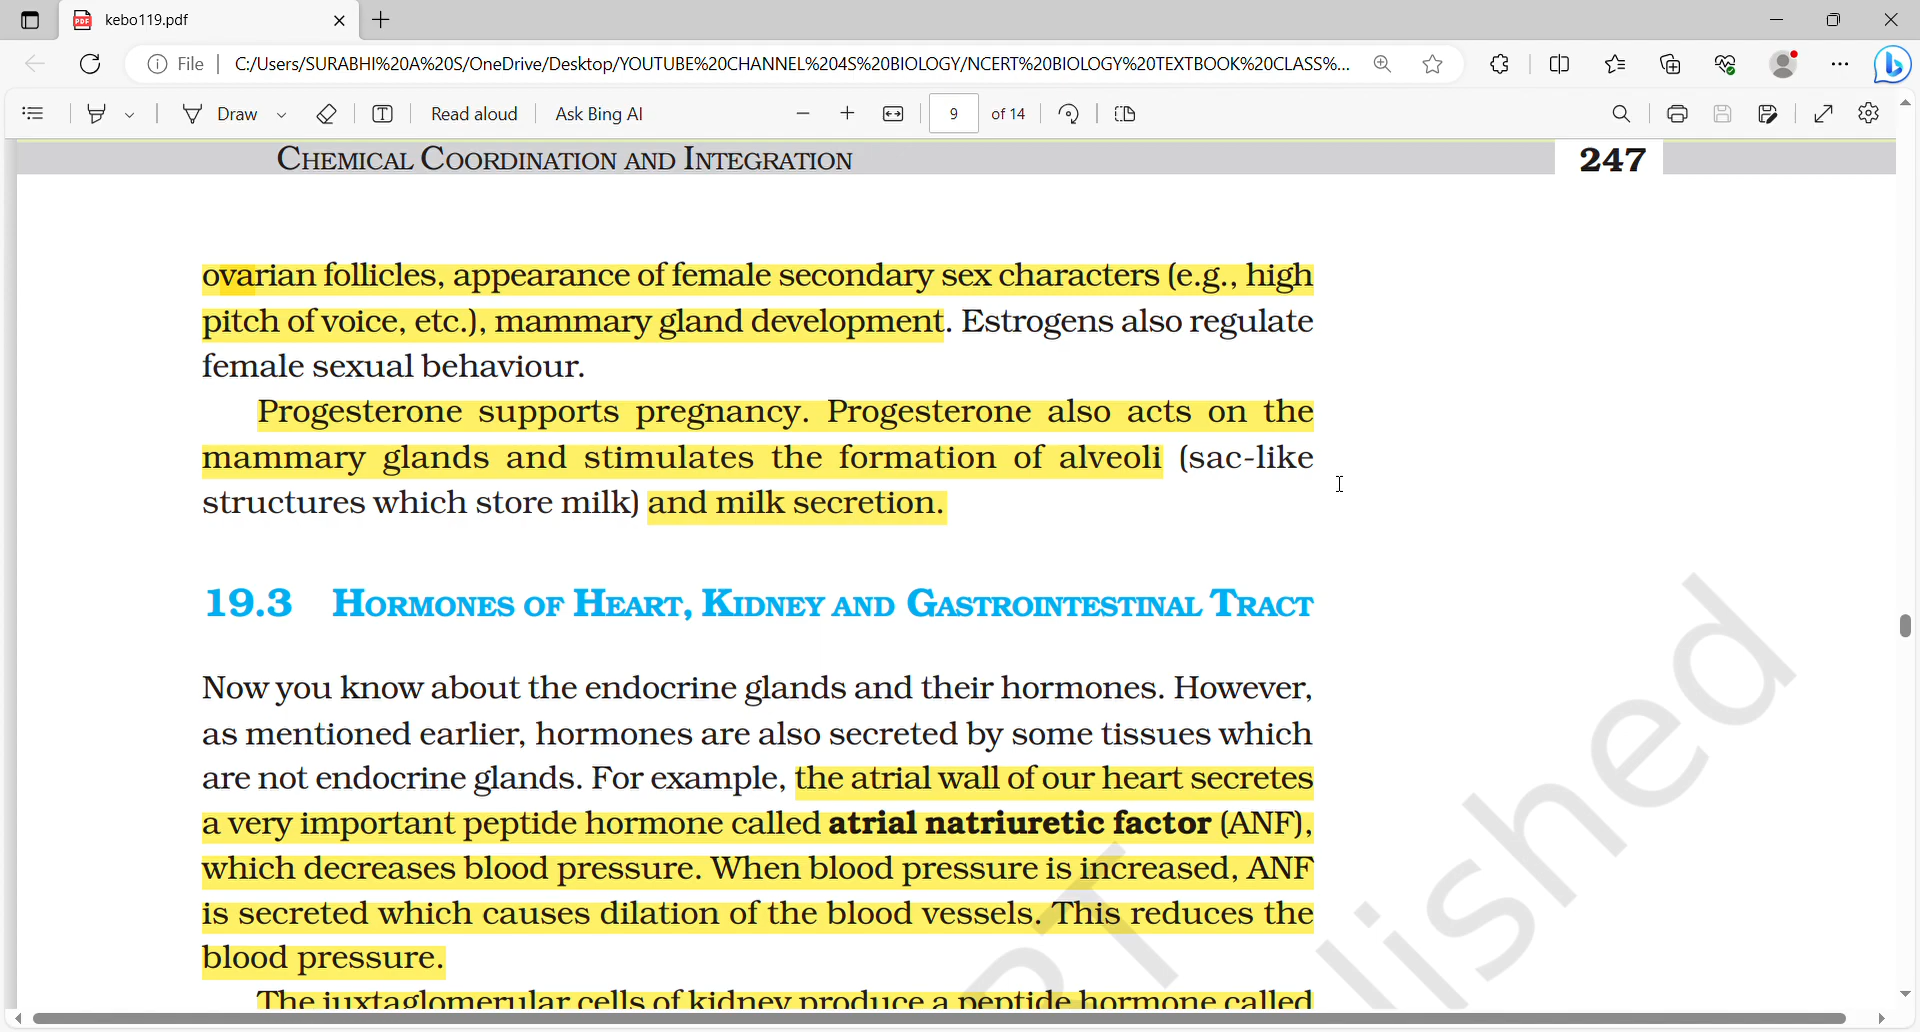 kebo119.pdf
File C:/Users/SURABHI%20A%20S/OneDrive/Desktop/YOUTUBE%20CHANNEL%204S%20BIOLOGY/NCERT%20BIOLOGY%20TEXTBOOK%20CLASS%...
Draw Read aloud Ask Bing AI 9 of 14
CHEMICAL COORDINATION AND INTEGRATION 247
ovarian follicles, appearance of female secondary sex characters (e.g., high
pitch of voice, etc.), mammary gland development. Estrogens also regulate
female sexual behaviour.
Progesterone supports pregnancy. Progesterone also acts on the
mammary glands and stimulates the formation of alveoli (sac-like
structures which store milk) and milk secretion.
19.3 HORMONES OF HEART, KIDNEY AND GASTROINTESTINAL TRACT
Now you know about the endocrine glands and their hormones. However,
as mentioned earlier, hormones are also secreted by some tissues which
are not endocrine glands. For example, the atrial wall of our heart secretes
a very important peptide hormone called atrial natriuretic factor (ANF),
which decreases blood pressure. When blood pressure is increased, ANF
is secreted which causes dilation of the blood vessels. This reduces the
blood pressure.
The juxtaglomerular cells of kidney produce a peptide hormone called